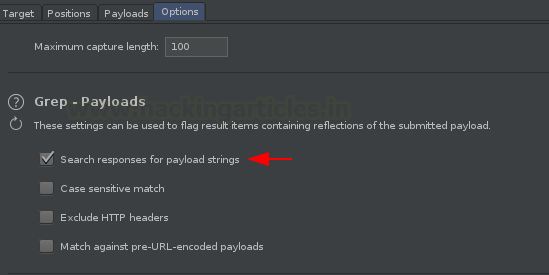 Target Positions Payloads Options
Maximum capture length: 100
Grep - Payloads
www.hackingarticles.in
These settings can be used to flag result items containing reflections of the submitted payload.
Search responses for payload strings
Case sensitive match
Exclude HTTP headers
Match against pre-URL-encoded payloads